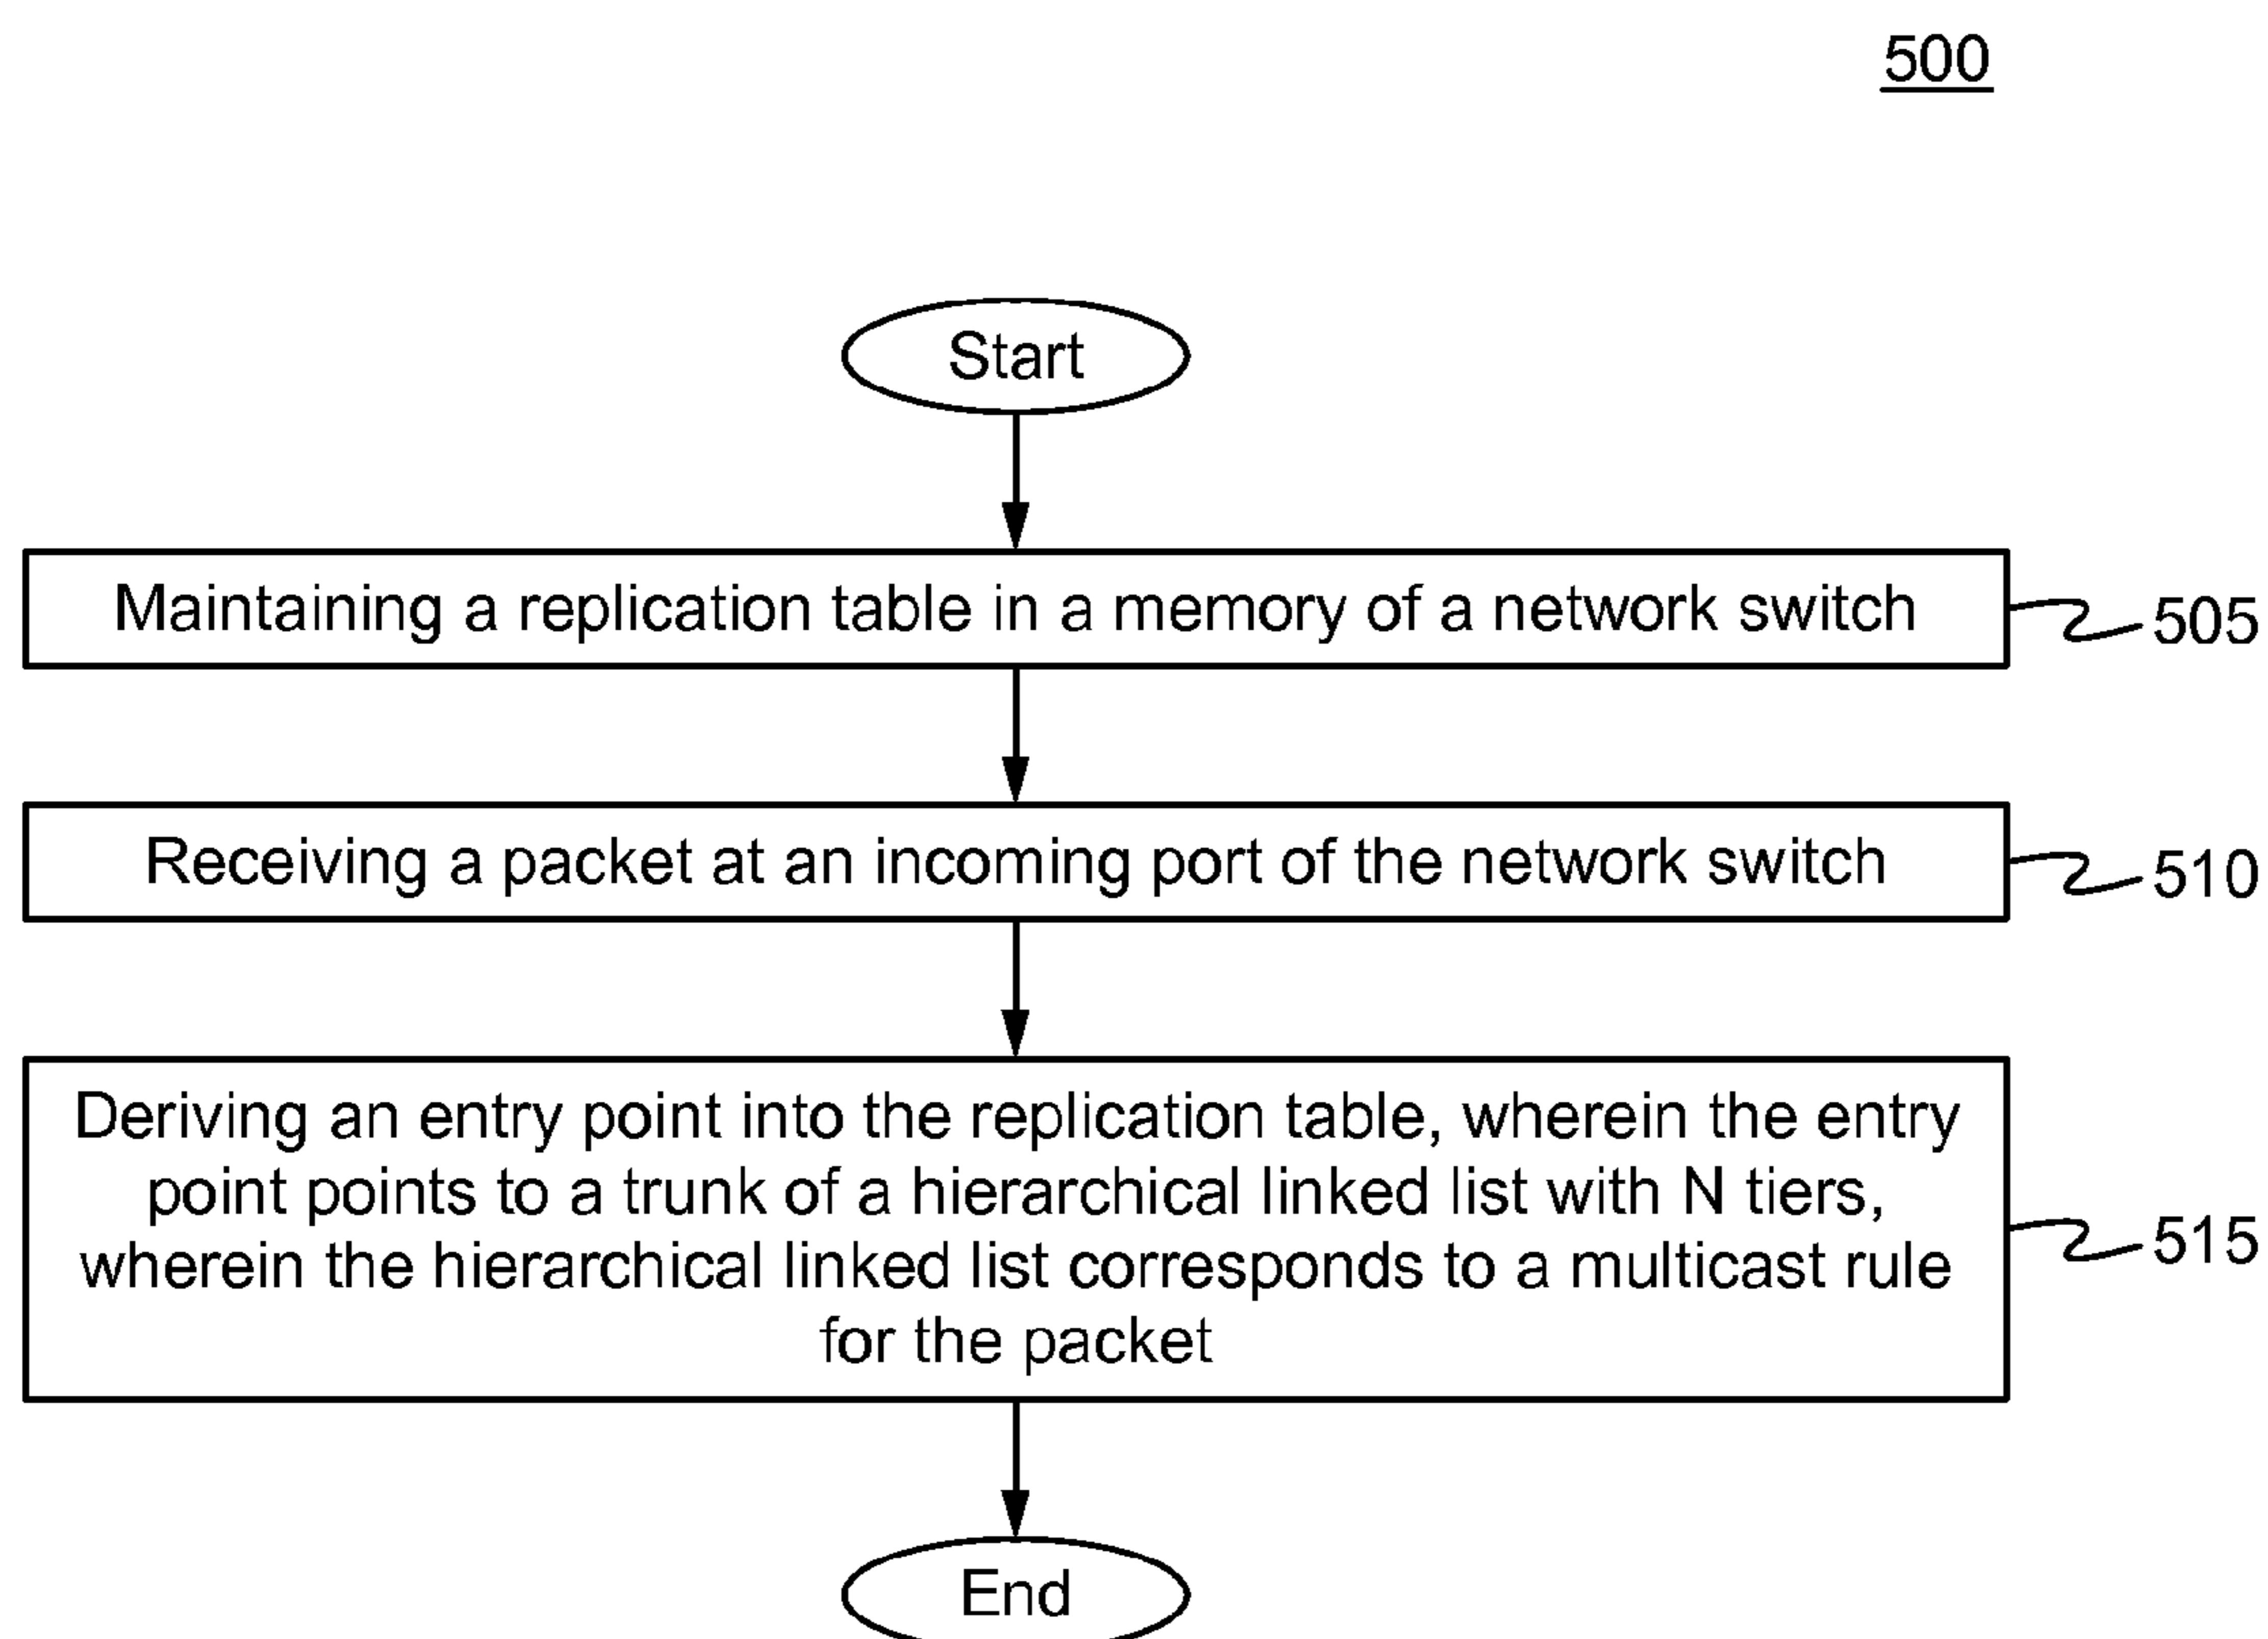 500
Start
Maintaining a replication table in a memory of a network switch
505
Receiving a packet at an incoming port of the network switch
510
Deriving an entry point into the replication table, wherein the entry
point points to a trunk of a hierarchical linked list with N tiers,
wherein the hierarchical linked list corresponds to a multicast rule
for the packet
515
End